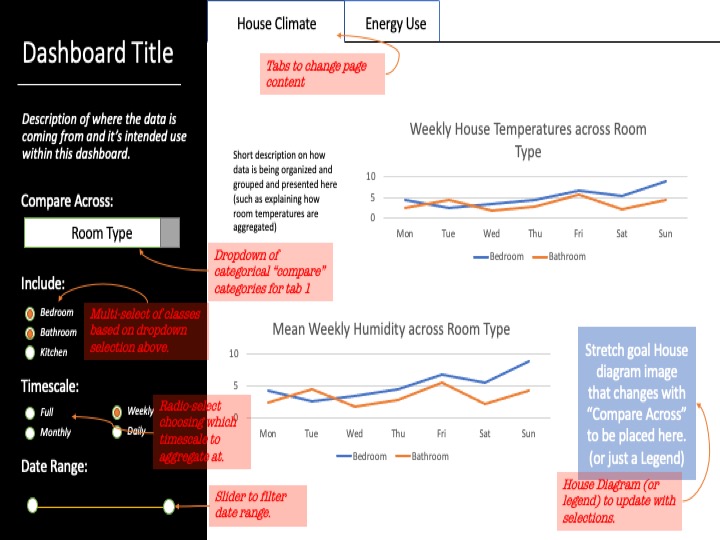 House Climate
Energy Use
Dashboard Title
Tabs to change page
content
Description of where the data is
coming from and it's intended use
within this dashboard.
Weekly House Temperatures across Room
Type
Short description on how
data is being organized and
grouped and presented here
(such as explaining how
room temperatures are
aggregated)
10
5
0
Mon Tue Wed Thu Fri Sat Sun
Bedroom Bathroom
Compare Across:
Room Type
Dropdown of
categorical "compare"
categories for tab 1
Include:
Bedroom
Bathroom
Kitchen
Multi-select of classes
based on dropdown
selection above.
Mean Weekly Humidity across Room Type
10
5
0
Mon Tue Wed Thu Fri Sat Sun
Bedroom Bathroom
Stretch goal House
diagram image
that changes with
"Compare Across"
to be placed here.
(or just a Legend)
Timescale:
Full Weekly
Monthly Daily
Radio-select
choosing which
timescale to
aggregate at.
Date Range:
Slider to filter
date range.
House Diagram (or
legend) to update with
selections.